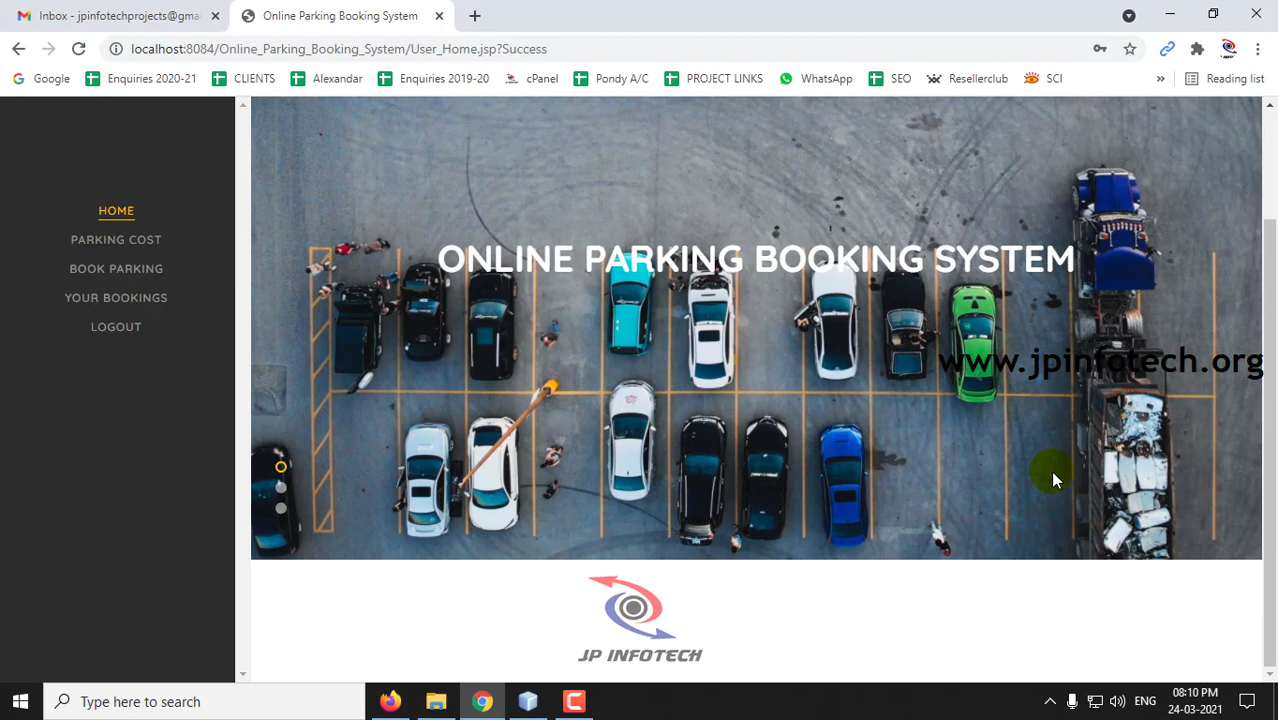 Inbox - jpinfotechprojects@gma
Online Parking Booking System
localhost:8084/Online_Parking_Booking_System/User_Home.jsp?Success
Google
Enquiries 2020-21
CLIENTS
Alexandar
Enquiries 2019-20
cPanel
Pondy A/C
PROJECT LINKS
WhatsApp
SEO
Resellerclub
SCI
»
Reading list
HOME
PARKING COST
BOOK PARKING
YOUR BOOKINGS
LOGOUT
ONLINE PARKING BOOKING SYSTEM
www.jpinfotech.org
JP INFOTECH
Type here to search
ENG
08:10 PM
24-03-2021